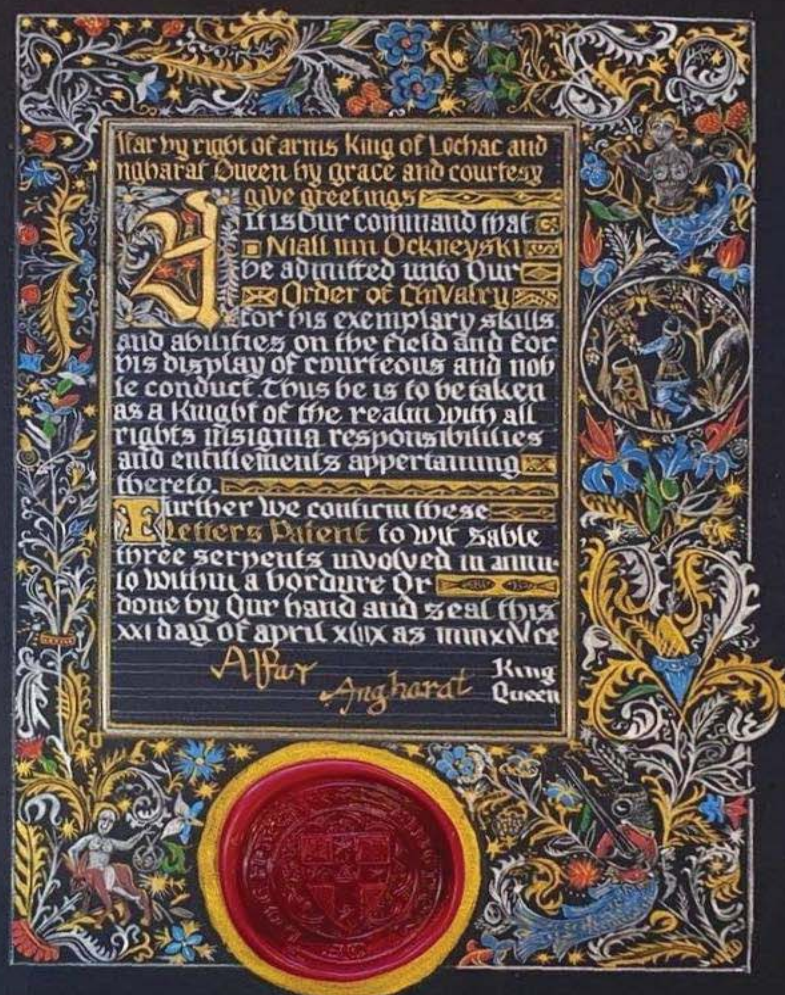 lfar by right of arms King of Lochac and
ngharat Queen by grace and courtesy
give greetings
A
It is Our command that
Niall inn Orkneyski
be admitted unto Our
Order of Chivalry
for his exemplary skills
and abilities on the field and for
his display of courteous and nob
le conduct Thus he is to be taken
as a Knight of the realm with all
rights insignia responsibilities
and entitlements appertaining
thereto.
Further We confirm these
Letters Patent to wit Sable
three serpents involved in annu-
lo within a bordure Or
done by Our hand and seal this
xxi day of april xliix as mmxiv ce
Alfar King
Angharat Queen